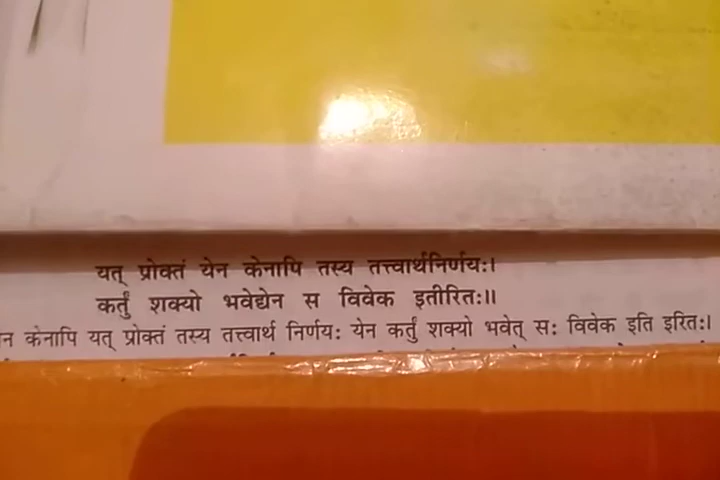 यत् प्रोक्तं येन केनापि तस्य तत्त्वार्थनिर्णयः।
कर्तुं शक्यो भवेद्येन स विवेक इतीरितः॥
केनापि यत् प्रोक्तं तस्य तत्त्वार्थ निर्णयः येन कर्तुं शक्यो भवेत् सः विवेक इति इरितः।